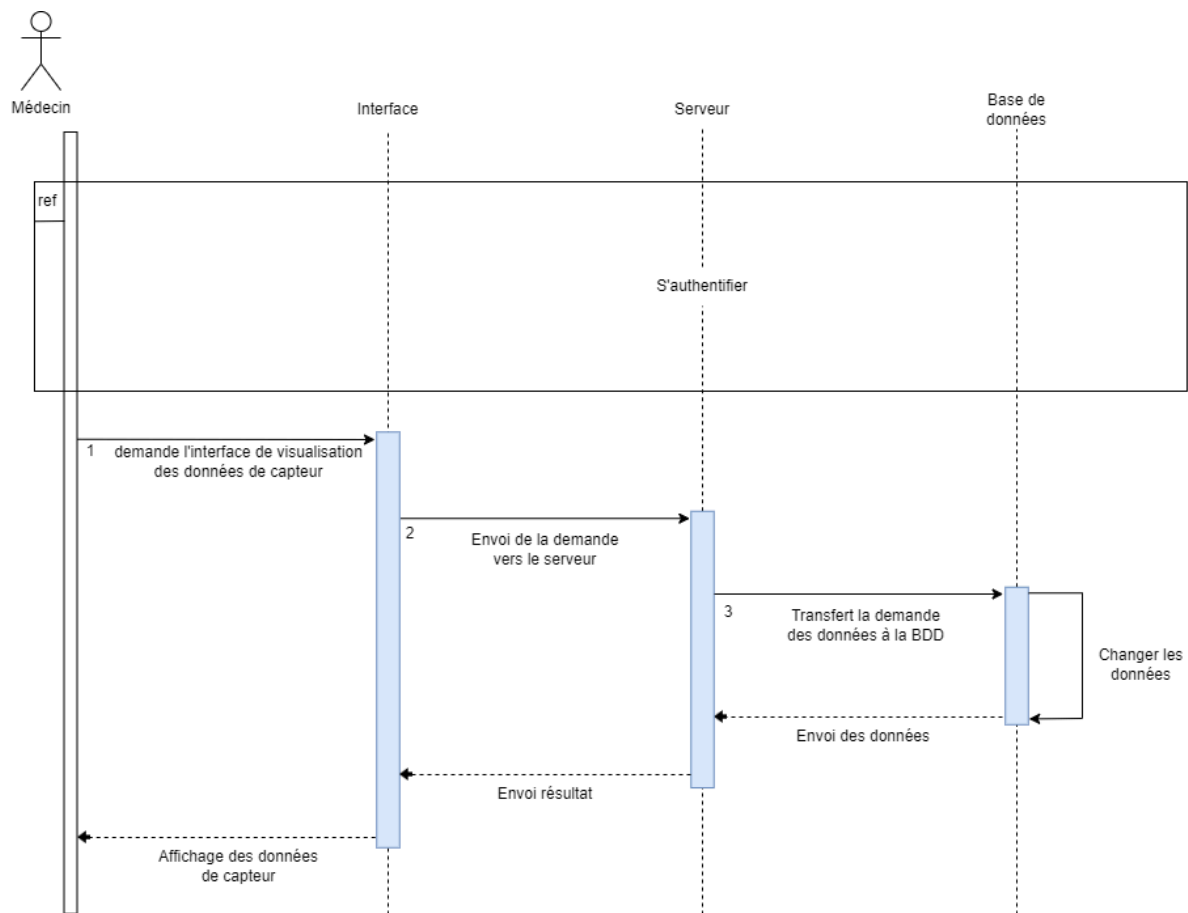 Médecin
Interface
Serveur
Base de
données
ref
S'authentifier
1
demande l'interface de visualisation
des données de capteur
2
Envoi de la demande
vers le serveur
3
Transfert la demande
des données à la BDD
Changer les
données
Envoi des données
Envoi résultat
Affichage des données
de capteur